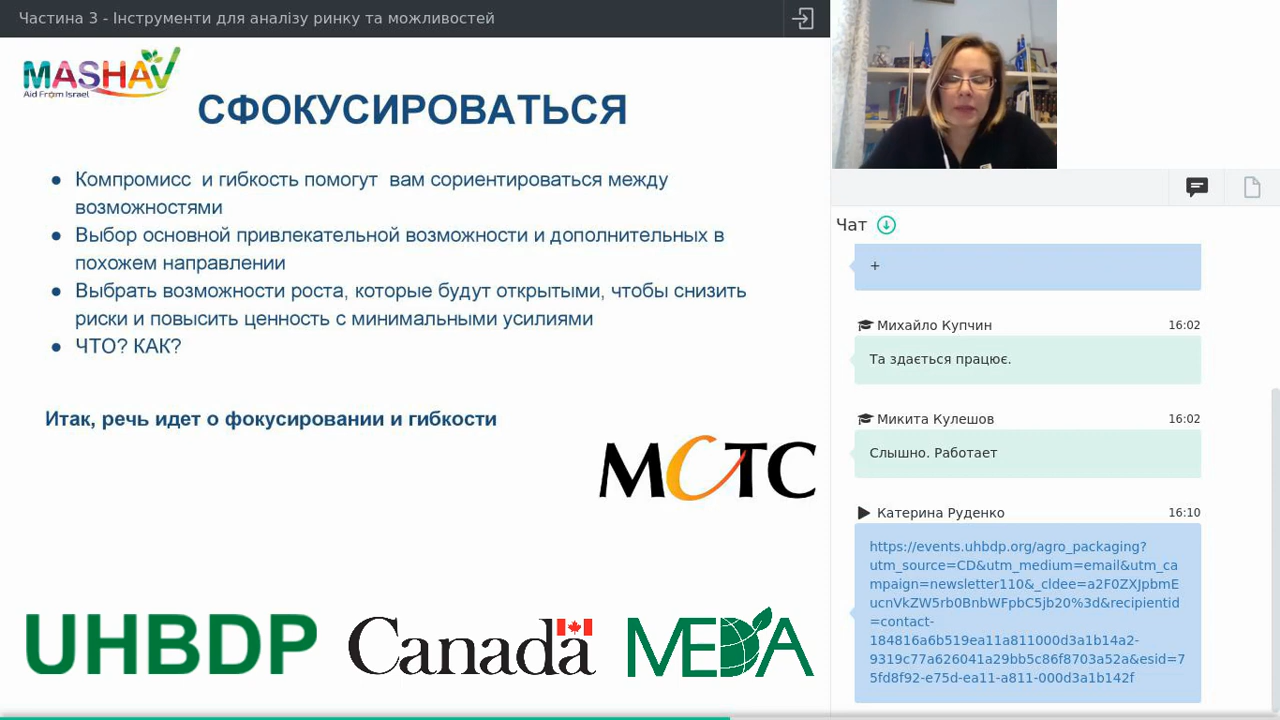 Частина 3 - Інструменти для аналізу ринку та можливостей
MASHAV
Aid From Israel
СФОКУСИРОВАТЬСЯ
● Компромисс и гибкость помогут вам сориентироваться между
возможностями
● Выбор основной привлекательной возможности и дополнительных в
похожем направлении
● Выбрать возможности роста, которые будут открытыми, чтобы снизить
риски и повысить ценность с минимальными усилиями
● ЧТО? КАК?
Итак, речь идет о фокусировании и гибкости
MCTC
UHBDP
Canada
MEDA
Чат
+
Михайло Купчин 16:02
Та здається працює.
Микита Кулешов 16:02
Слышно. Работает
Катерина Руденко 16:10
https://events.uhbdp.org/agro_packaging?
utm_source=CD&utm_medium=email&utm_ca
mpaign=newsletter110&_cldee=a2F0ZXJpbmE
ucnVkZW5rb0BnbWFpbC5jb20%3d&recipientid
=contact-
184816a6b519ea11a811000d3a1b14a2-
9319c77a626041a29bb5c86f8703a52a&esid=7
5fd8f92-e75d-ea11-a811-000d3a1b142f